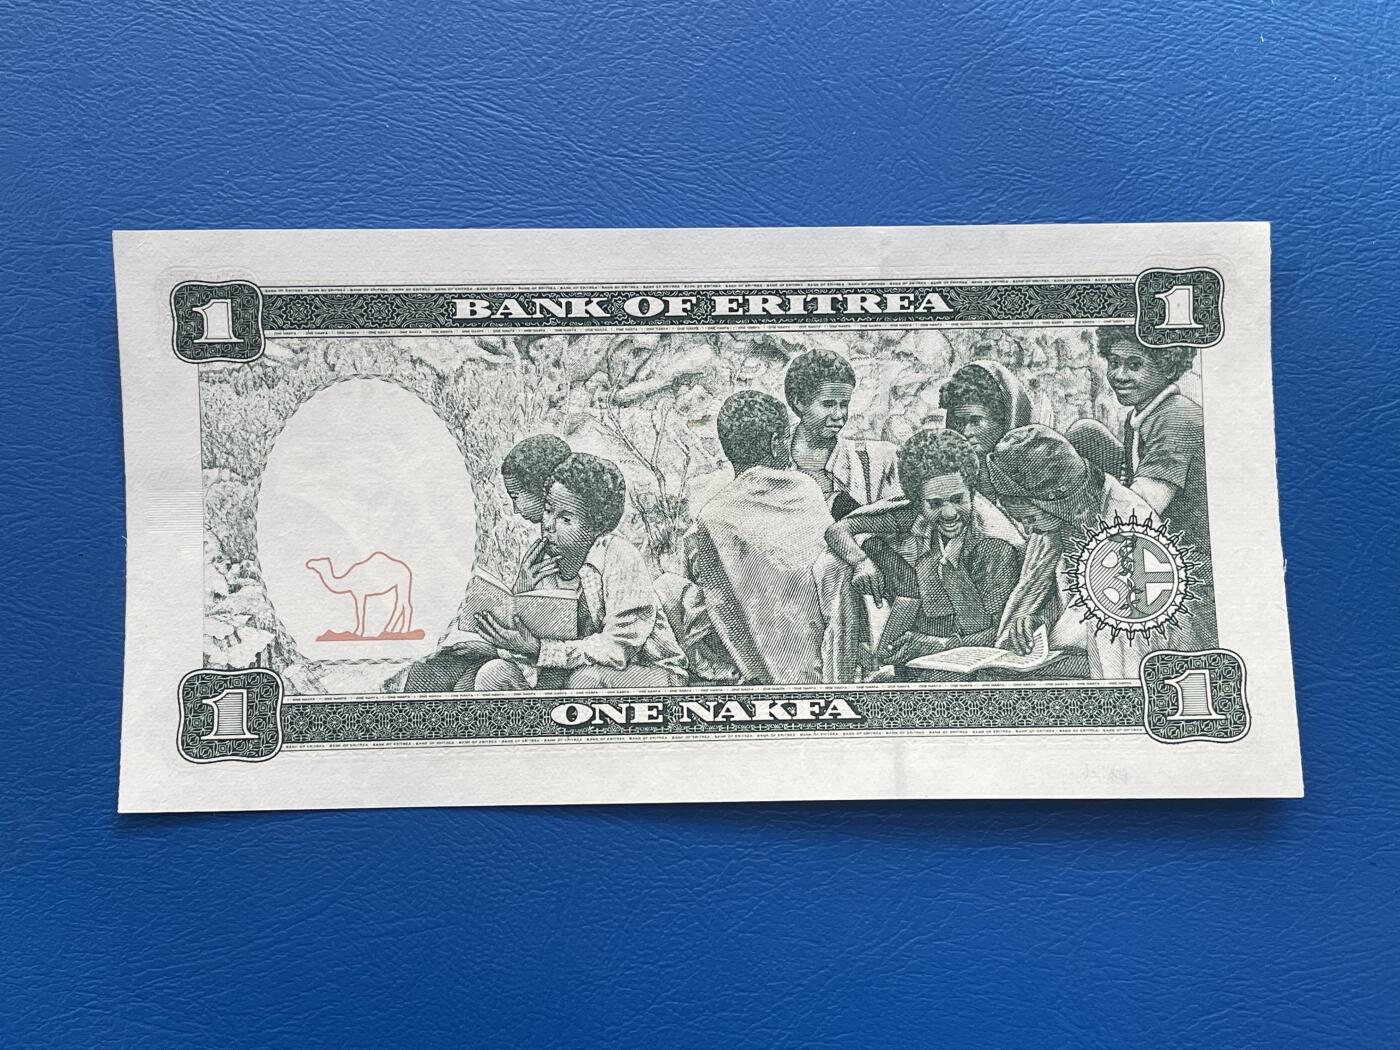 1 BANK OF ERITREA 1
1 ONE NAKFA 1